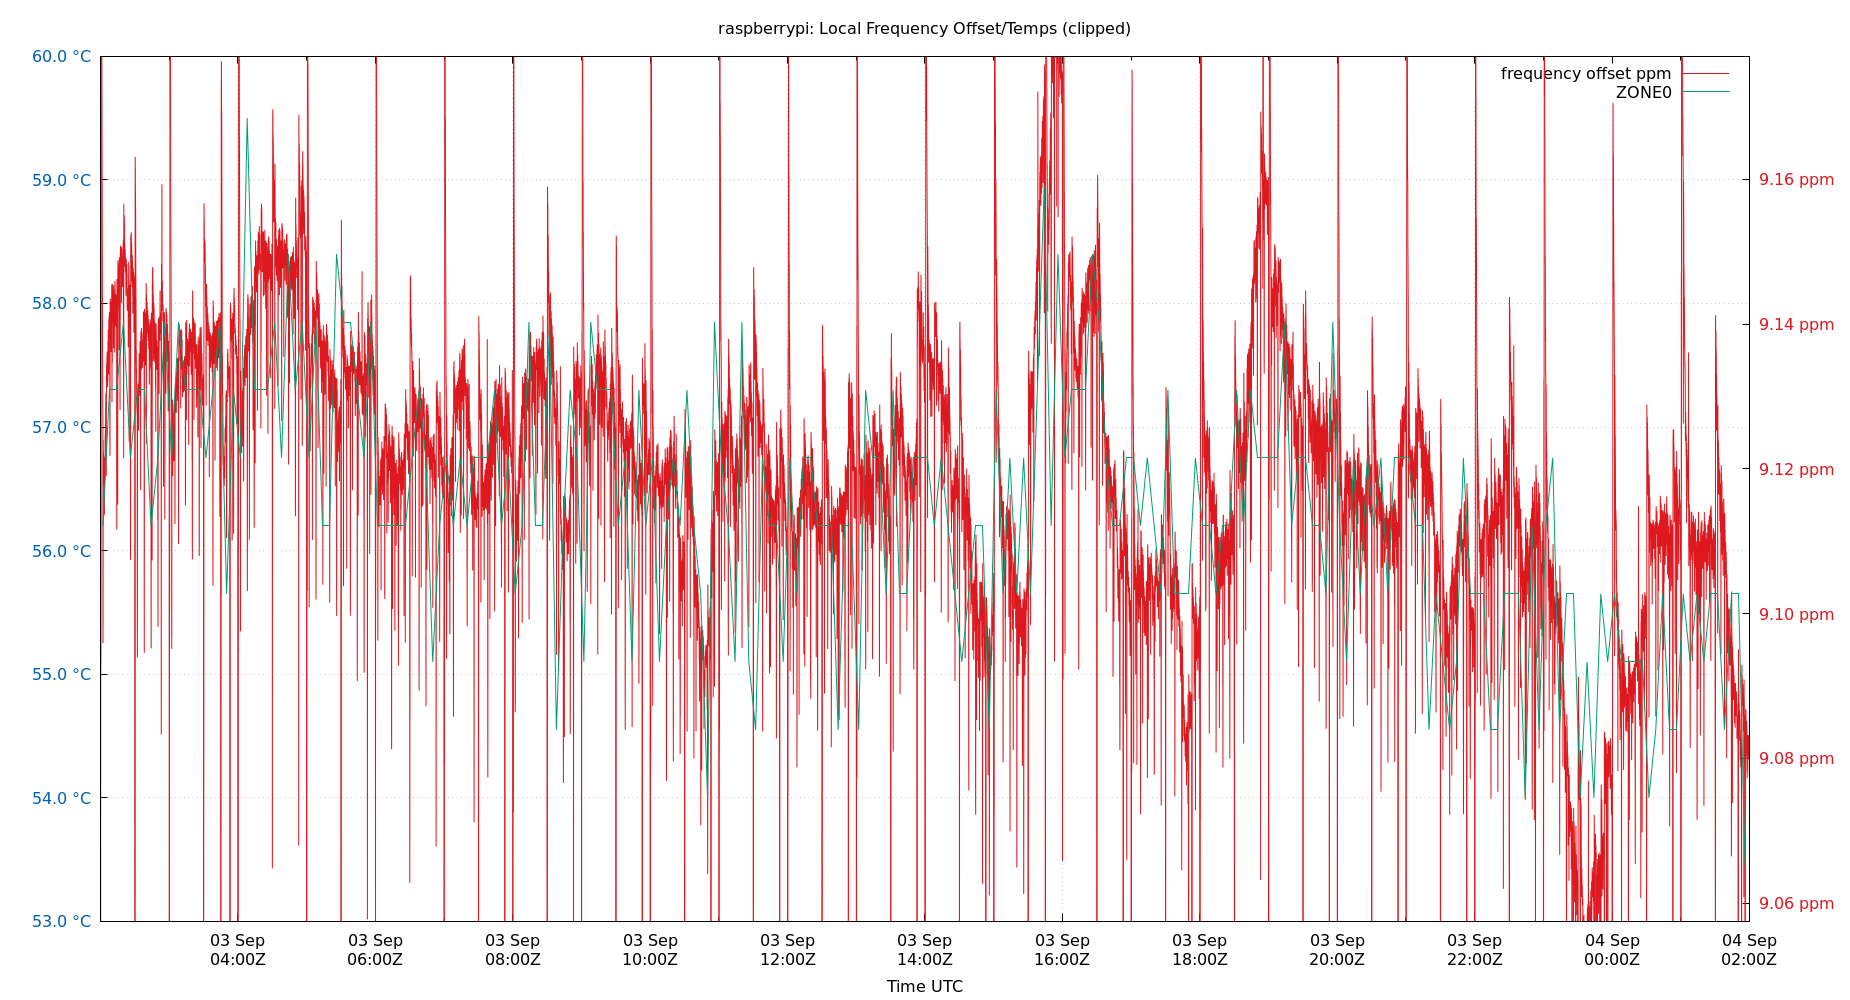 raspberrypi: Local Frequency Offset/Temps (clipped)
60.0 °C
59.0 °C
58.0 °C
57.0 °C
56.0 °C
55.0 °C
54.0 °C
53.0 °C
frequency offset ppm
ZONE0
9.16 ppm
9.14 ppm
9.12 ppm
9.10 ppm
9.08 ppm
9.06 ppm
03 Sep 03 Sep 03 Sep 03 Sep 03 Sep 03 Sep 03 Sep 03 Sep 03 Sep 03 Sep 04 Sep 04 Sep
04:00Z 06:00Z 08:00Z 10:00Z 12:00Z 14:00Z 16:00Z 18:00Z 20:00Z 22:00Z 00:00Z 02:00Z
Time UTC